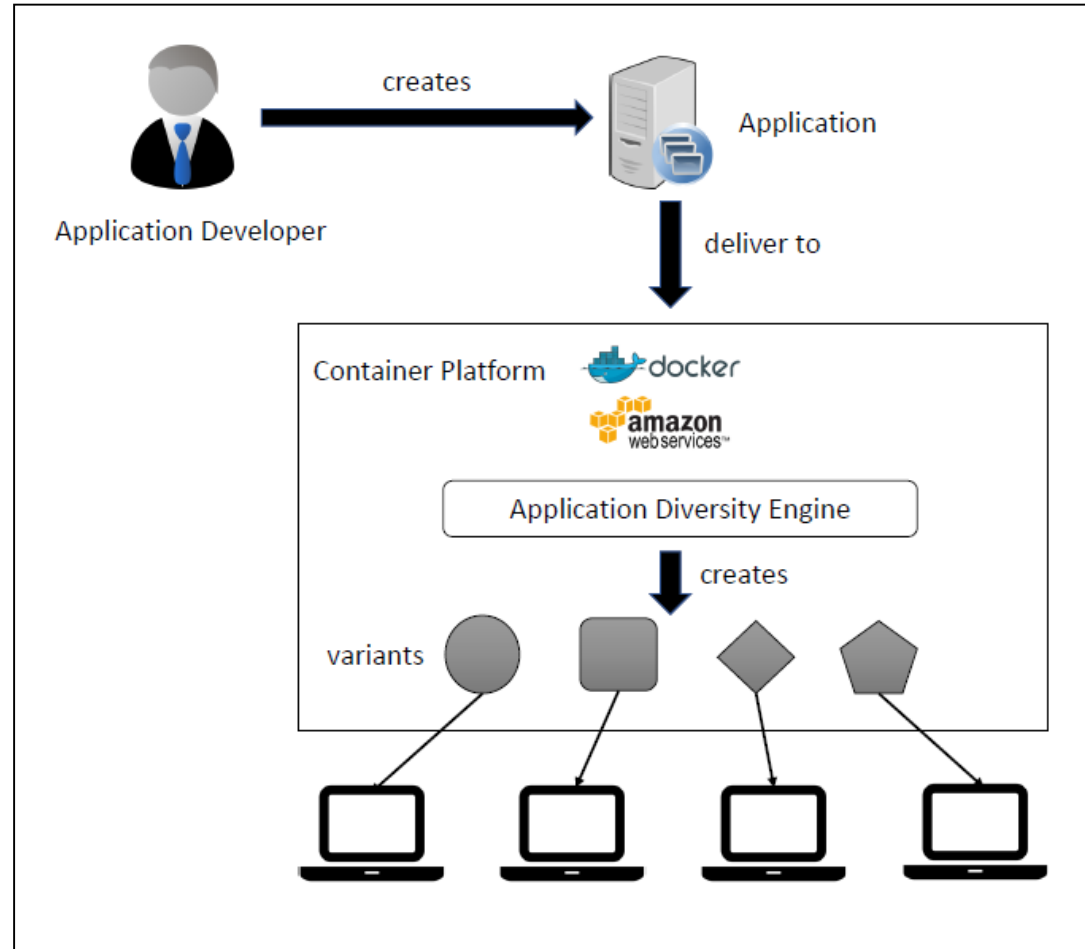 creates
Application
Application Developer
deliver to
Container Platform
docker
amazon
webservices™
Application Diversity Engine
creates
variants